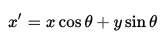 x′ = x cos θ + y sin θ